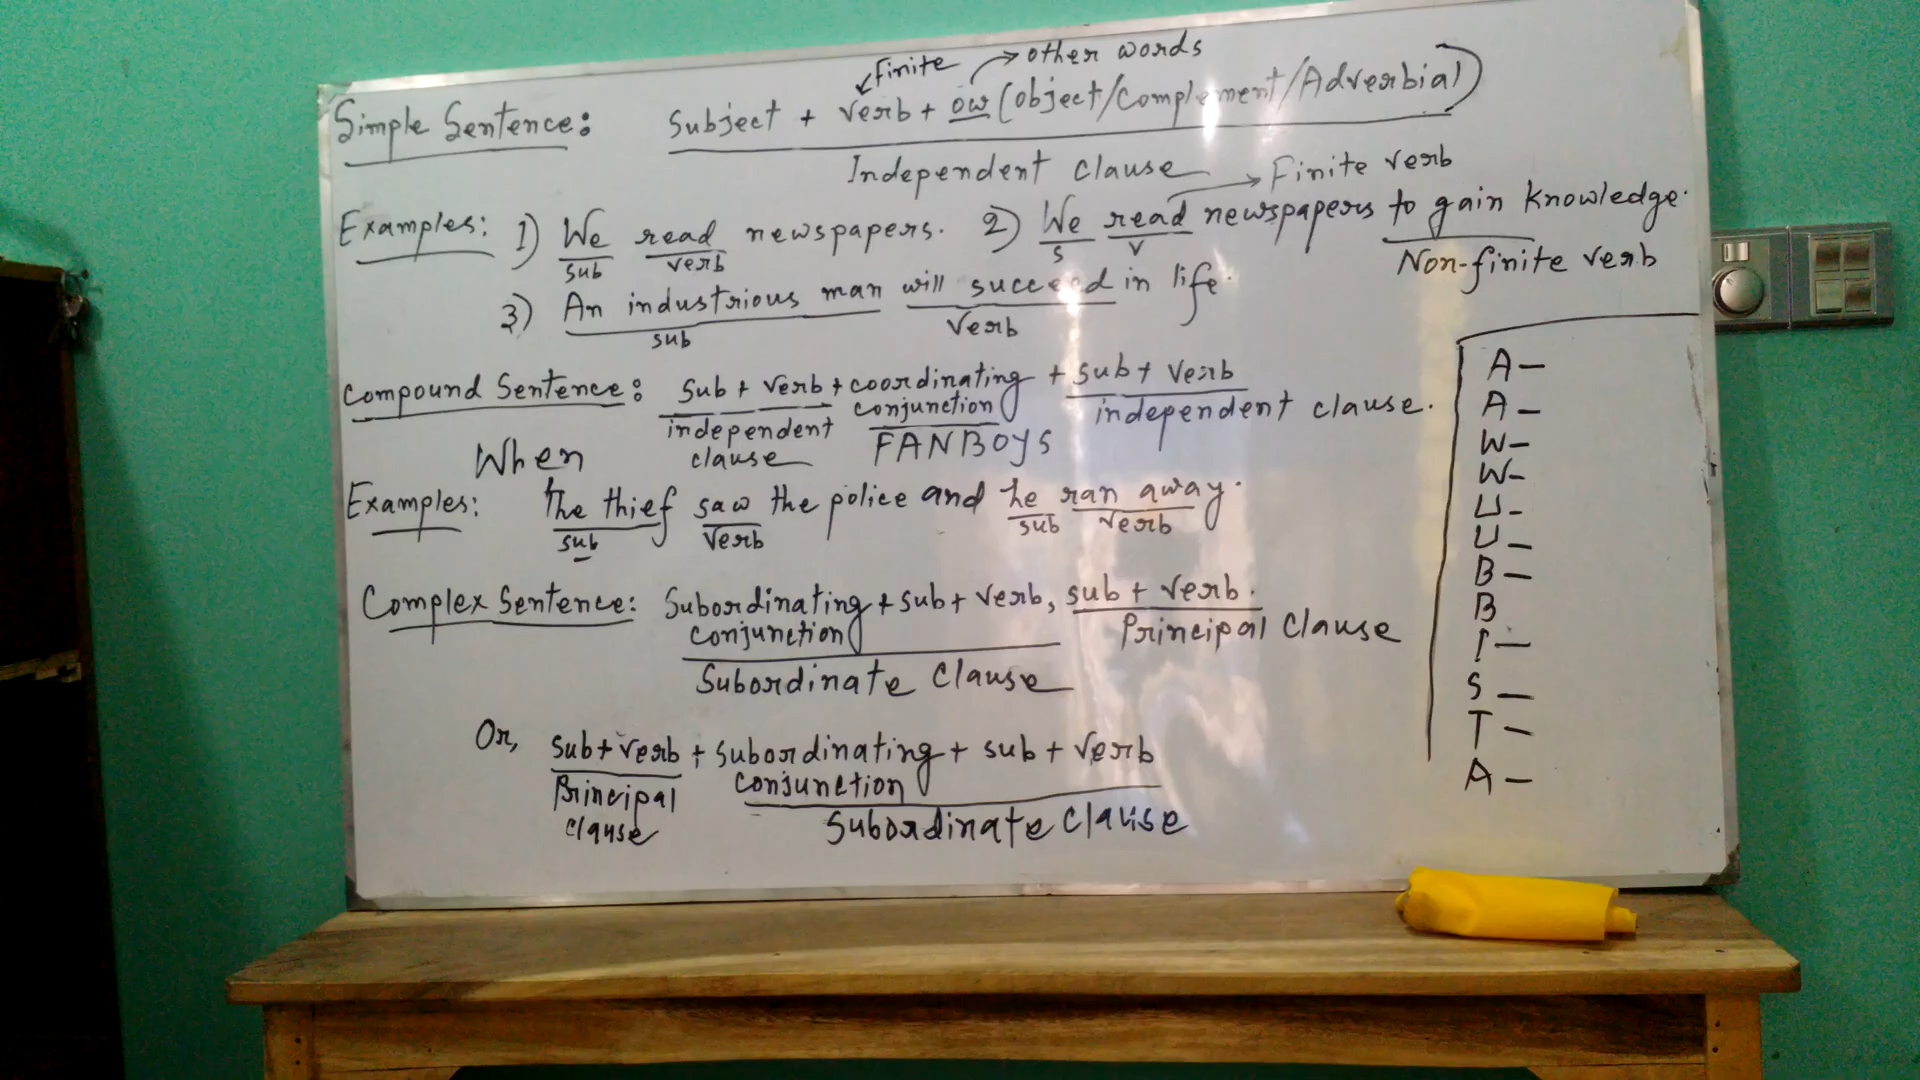 finite → other words
Simple Sentence: Subject + verb + ow (Object/Complement/Adverbial)
Independent Clause → Finite verb
Examples: 1) We read newspapers. 2) We read newspapers to gain knowledge.
sub verb S V Non-finite verb
3) An industrious man will succeed in life.
sub verb
Compound Sentence: Sub + verb + coordinating + sub + verb
conjunction
independent clause FANBOYS independent clause.
When
Examples: The thief saw the police and he ran away.
sub verb sub verb
Complex Sentence: Subordinating + sub + verb, sub + verb.
conjunction Principal Clause
Subordinate Clause
Or, sub + verb + subordinating + sub + verb
Principal conjunction
clause Subordinate Clause
A –
A –
W –
W –
U –
U –
B –
B
I –
S –
T –
A –